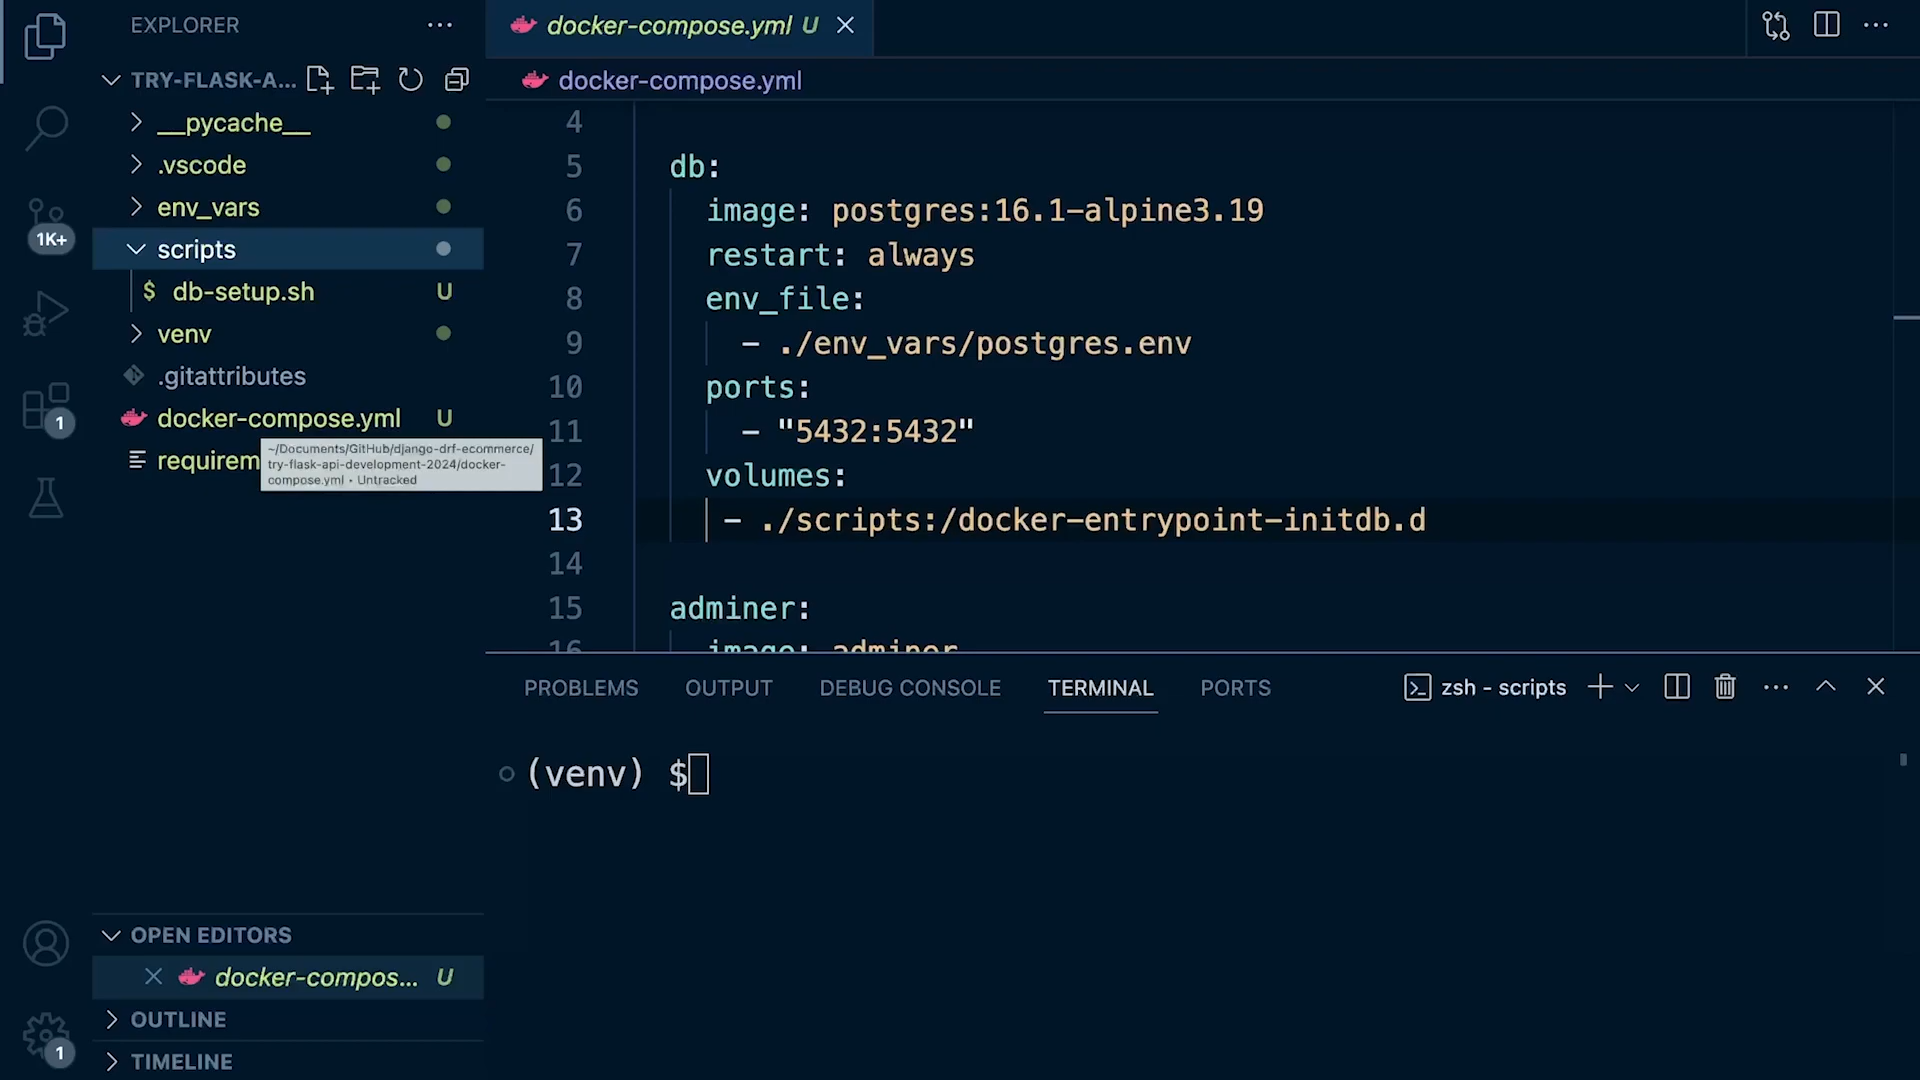 EXPLORER
TRY-FLASK-A...
__pycache__
.vscode
env_vars
scripts
$ db-setup.sh U
venv
.gitattributes
docker-compose.yml U
requirem
~/Documents/GitHub/django-drf-ecommerce/
try-flask-api-development-2024/docker-
compose.yml • Untracked
1K+
1
OPEN EDITORS
docker-compos... U
OUTLINE
TIMELINE
1
docker-compose.yml U
docker-compose.yml
4
5 db:
6 image: postgres:16.1-alpine3.19
7 restart: always
8 env_file:
9 - ./env_vars/postgres.env
10 ports:
11 - "5432:5432"
12 volumes:
13 - ./scripts:/docker-entrypoint-initdb.d
14
15 adminer:
16 image: adminer
PROBLEMS OUTPUT DEBUG CONSOLE TERMINAL PORTS zsh - scripts
(venv) $